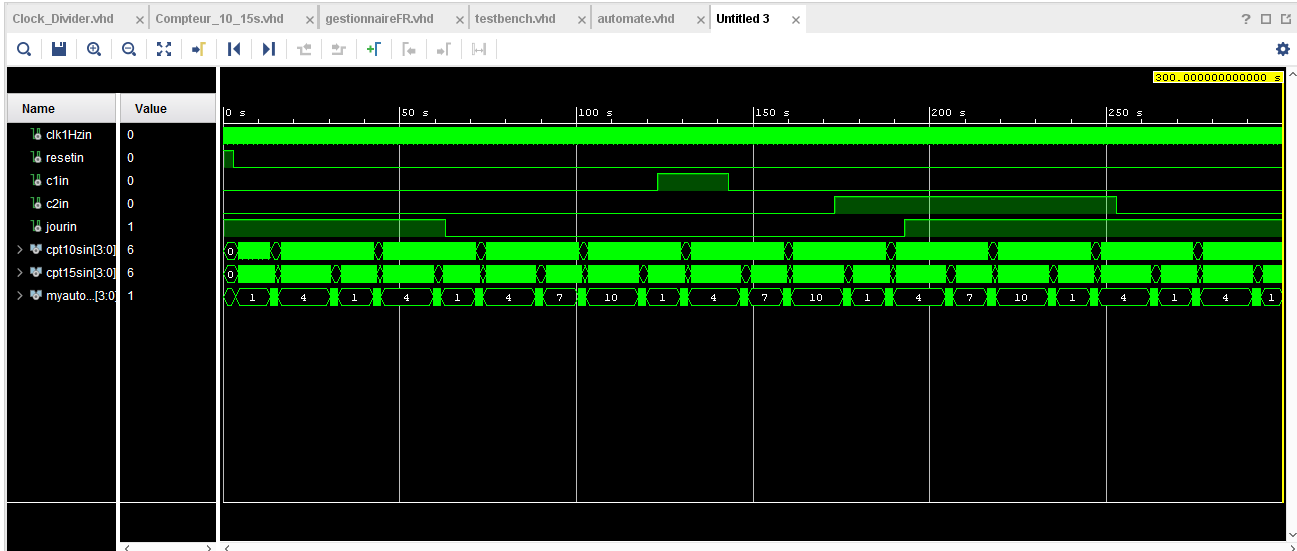 Clock_Divider.vhd Compteur_10_15s.vhd gestionnaireFR.vhd testbench.vhd automate.vhd Untitled 3
300.000000000000 s
Name Value
0 s 50 s 100 s 150 s 200 s 250 s
clk1Hzin 0
resetin 0
c1in 0
c2in 0
jourin 1
cpt10sin[3:0] 6 0
cpt15sin[3:0] 6 0
myauto...[3:0] 1 1 4 1 4 1 4 7 10 1 4 7 10 1 4 7 10 1 4 1 4 1